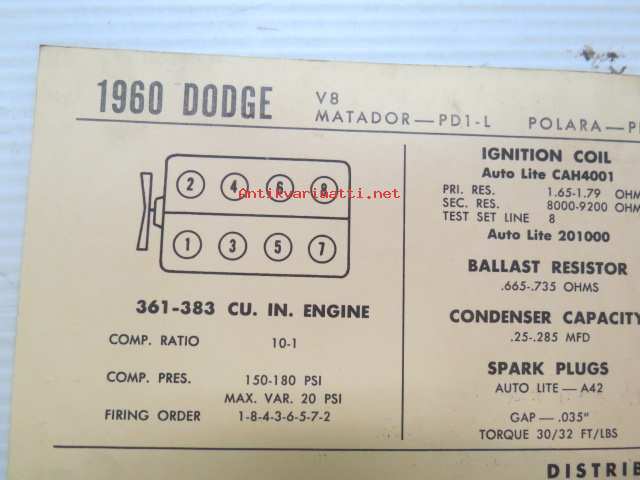 1960 DODGE
V8
MATADOR—PD1-L POLARA—P
2 4 6 8
Antikvariaatti.net
1 3 5 7
361-383 CU. IN. ENGINE
COMP. RATIO 10-1
COMP. PRES. 150-180 PSI
MAX. VAR. 20 PSI
FIRING ORDER 1-8-4-3-6-5-7-2
IGNITION COIL
Auto Lite CAH4001
PRI. RES. 1.65-1.79 OHM
SEC. RES. 8000-9200 OHM
TEST SET LINE 8
Auto Lite 201000
BALLAST RESISTOR
.665-.735 OHMS
CONDENSER CAPACITY
.25-.285 MFD
SPARK PLUGS
AUTO LITE—A42
GAP—.035"
TORQUE 30/32 FT/LBS
DISTRIB